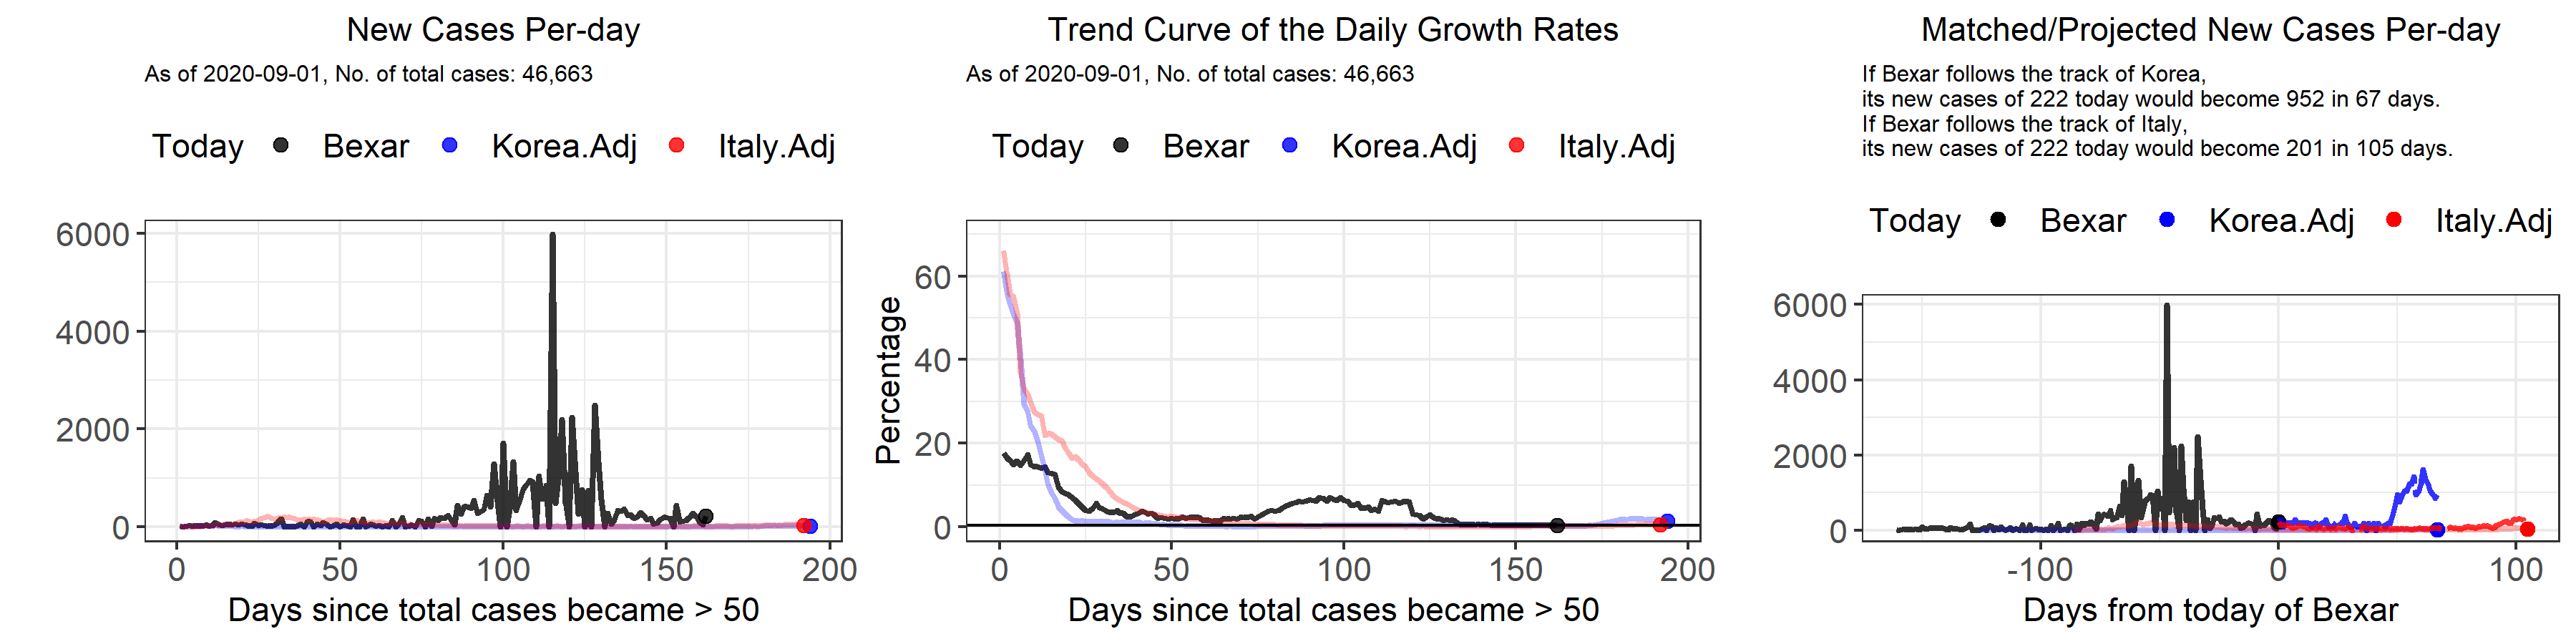 New Cases Per-day
As of 2020-09-01, No. of total cases: 46,663
Today Bexar Korea.Adj Italy.Adj
6000
4000
2000
0
0 50 100 150 200
Days since total cases became > 50
Trend Curve of the Daily Growth Rates
As of 2020-09-01, No. of total cases: 46,663
Today Bexar Korea.Adj Italy.Adj
Percentage
60
40
20
0
0 50 100 150 200
Days since total cases became > 50
Matched/Projected New Cases Per-day
If Bexar follows the track of Korea,
its new cases of 222 today would become 952 in 67 days.
If Bexar follows the track of Italy,
its new cases of 222 today would become 201 in 105 days.
Today Bexar Korea.Adj Italy.Adj
6000
4000
2000
0
-100 0 100
Days from today of Bexar